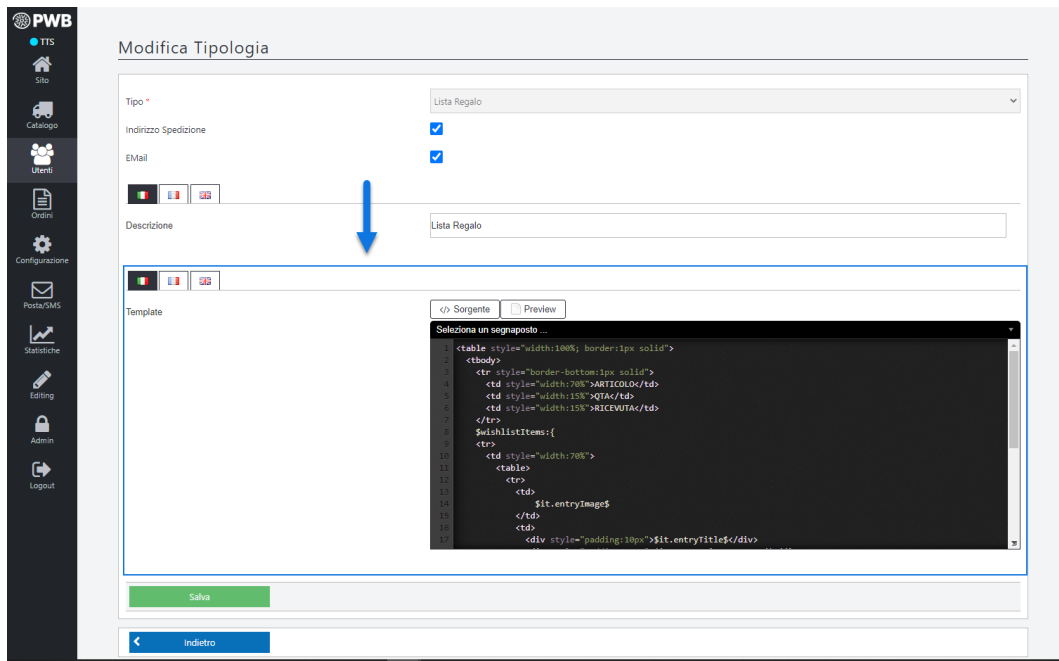 PWB
TTS
Sito
Catalogo
Utenti
Ordini
Configurazione
Posta/SMS
Statistiche
Editing
Admin
Logout
Modifica Tipologia
Tipo *
Lista Regalo
Indirizzo Spedizione
EMail
Descrizione
Lista Regalo
Template
</> Sorgente
Preview
Seleziona un segnaposto ...
1 <table style="width:100%; border:1px solid">
2 <tbody>
3 <tr style="border-bottom:1px solid">
4 <td style="width:70%">ARTICOLO</td>
5 <td style="width:15%">QTA</td>
6 <td style="width:15%">RICEVUTA</td>
7 </tr>
8 $wishlistItems:{
9 <tr>
10 <td style="width:70%">
11 <table>
12 <tr>
13 <td>
14 $it.entryImage$
15 </td>
16 <td>
17 <div style="padding:10px">$it.entryTitle$</div>
Salva
Indietro